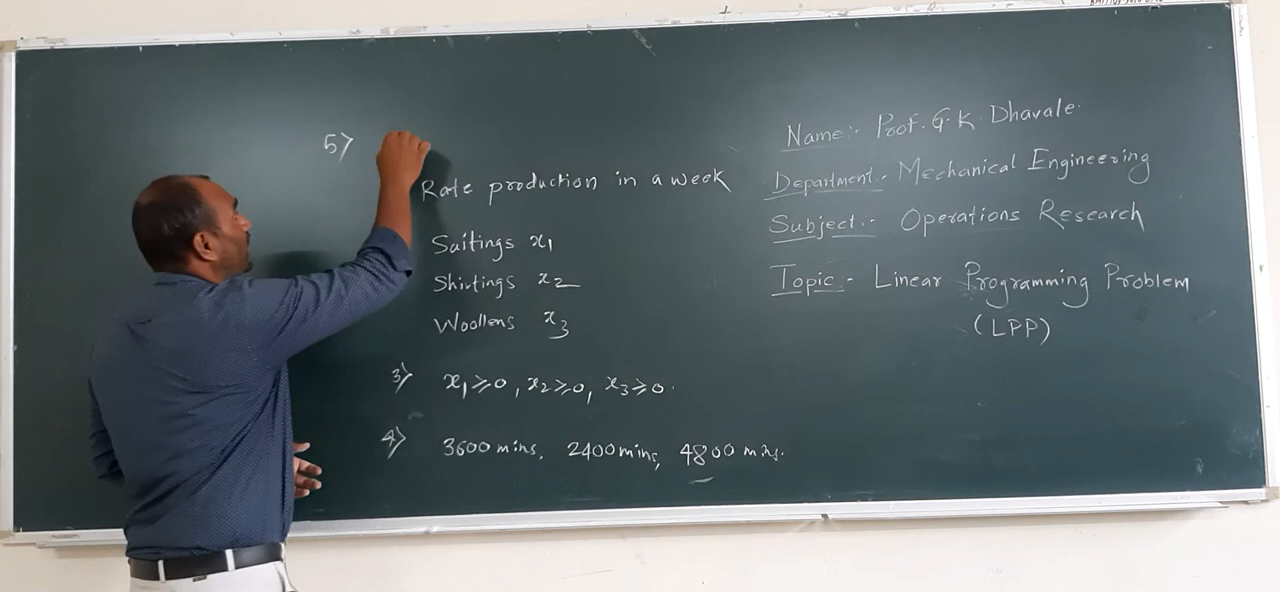 5)
Rate production in a week
Suitings x₁
Shirtings x₂
Woollens x₃
3) x₁ ⩾ 0, x₂ ⩾ 0, x₃ ⩾ 0.
4) 3600 mins, 2400 mins, 4800 mins.
Name:- Prof. G. K. Dhavale.
Department:- Mechanical Engineering
Subject:- Operations Research
Topic:- Linear Programming Problem
(LPP)